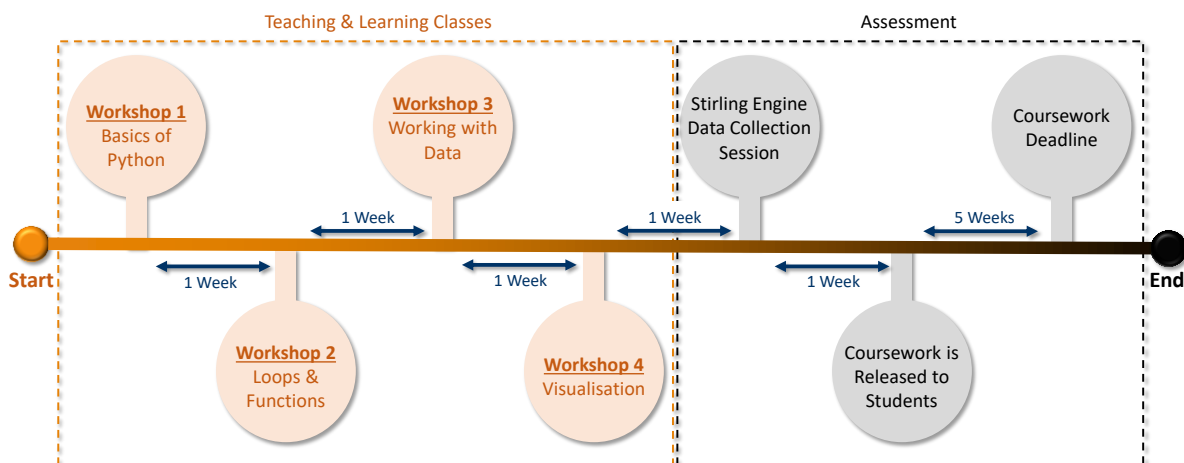 Teaching & Learning Classes
Assessment
Workshop 1
Basics of
Python
Workshop 3
Working with
Data
Stirling Engine
Data Collection
Session
Coursework
Deadline
1 Week
1 Week
5 Weeks
Start
1 Week
1 Week
1 Week
End
Workshop 2
Loops &
Functions
Workshop 4
Visualisation
Coursework is
Released to
Students